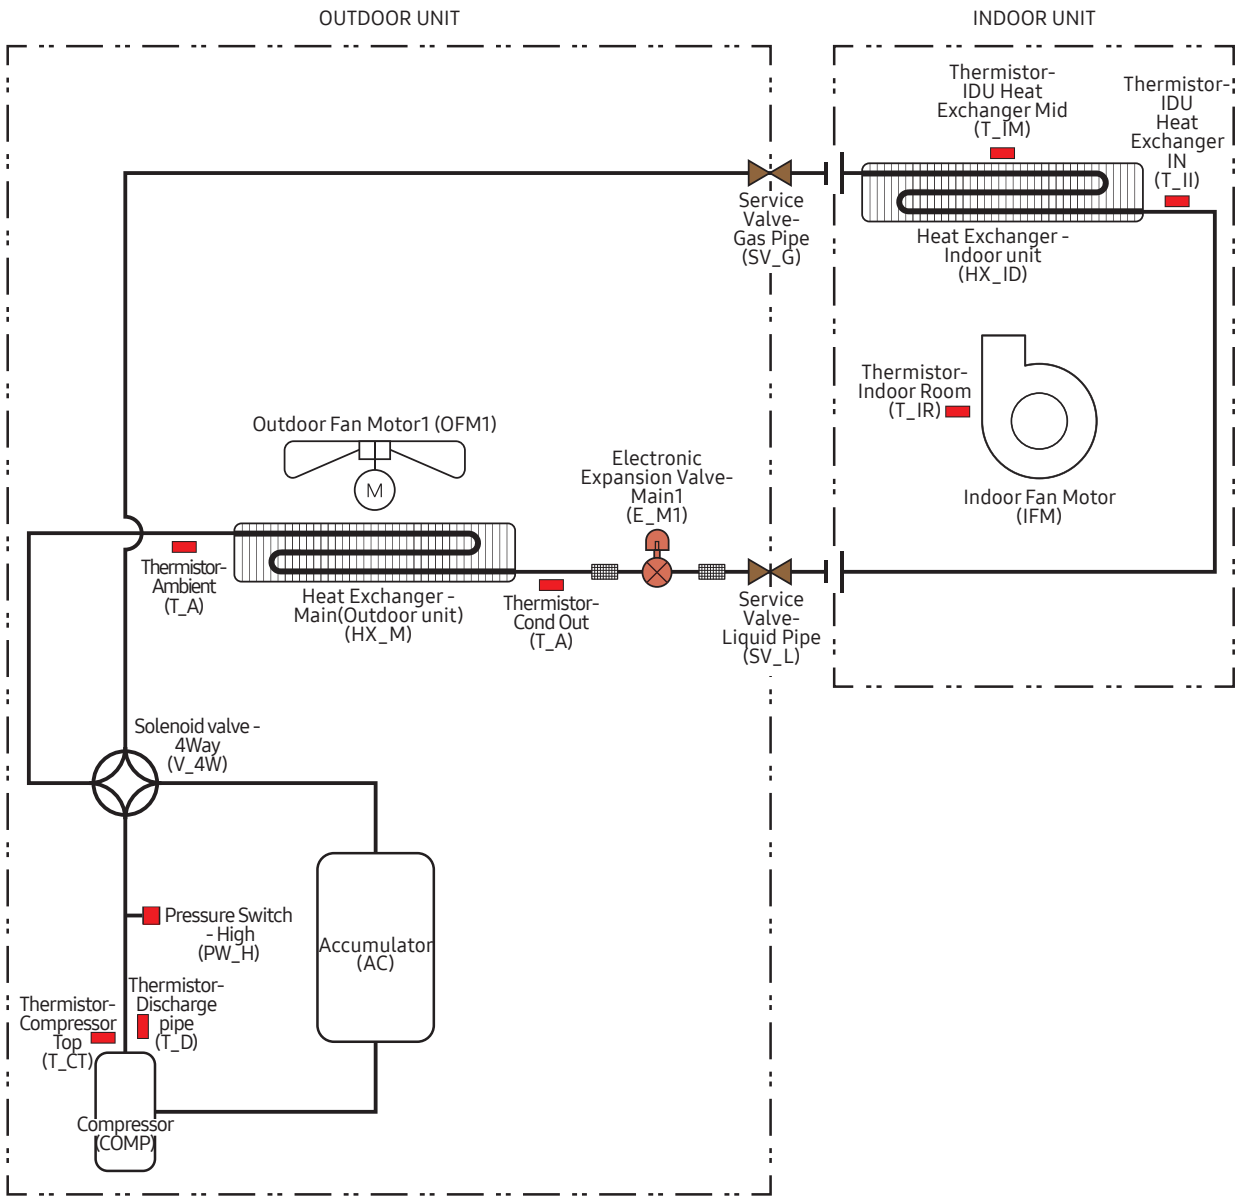 OUTDOOR UNIT
INDOOR UNIT
Thermistor-
IDU Heat
Exchanger Mid
(T_IM)
Thermistor-
IDU
Heat
Exchanger
IN
(T_II)
Service
Valve-
Gas Pipe
(SV_G)
Heat Exchanger -
Indoor unit
(HX_ID)
Thermistor-
Indoor Room
(T_IR)
Indoor Fan Motor
(IFM)
Outdoor Fan Motor1 (OFM1)
M
Electronic
Expansion Valve-
Main1
(E_M1)
Thermistor-
Ambient
(T_A)
Heat Exchanger -
Main(Outdoor unit)
(HX_M)
Thermistor-
Cond Out
(T_A)
Service
Valve-
Liquid Pipe
(SV_L)
Solenoid valve -
4Way
(V_4W)
Pressure Switch
- High
(PW_H)
Accumulator
(AC)
Thermistor-
Compressor
Top
(T_CT)
Thermistor-
Discharge
pipe
(T_D)
Compressor
(COMP)